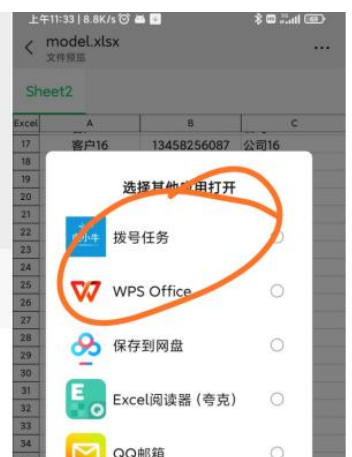 上午11:33 | 8.8K/s
model.xlsx
文件预览
Sheet2
Excel A B C
17 客户16 13458256087 公司16
18
19
20
21
22
23
24
25
26
27
28
29
30
31
32
33
34
选择其他应用打开
拨号任务
WPS Office
保存到网盘
Excel阅读器 (夸克)
QQ邮箱